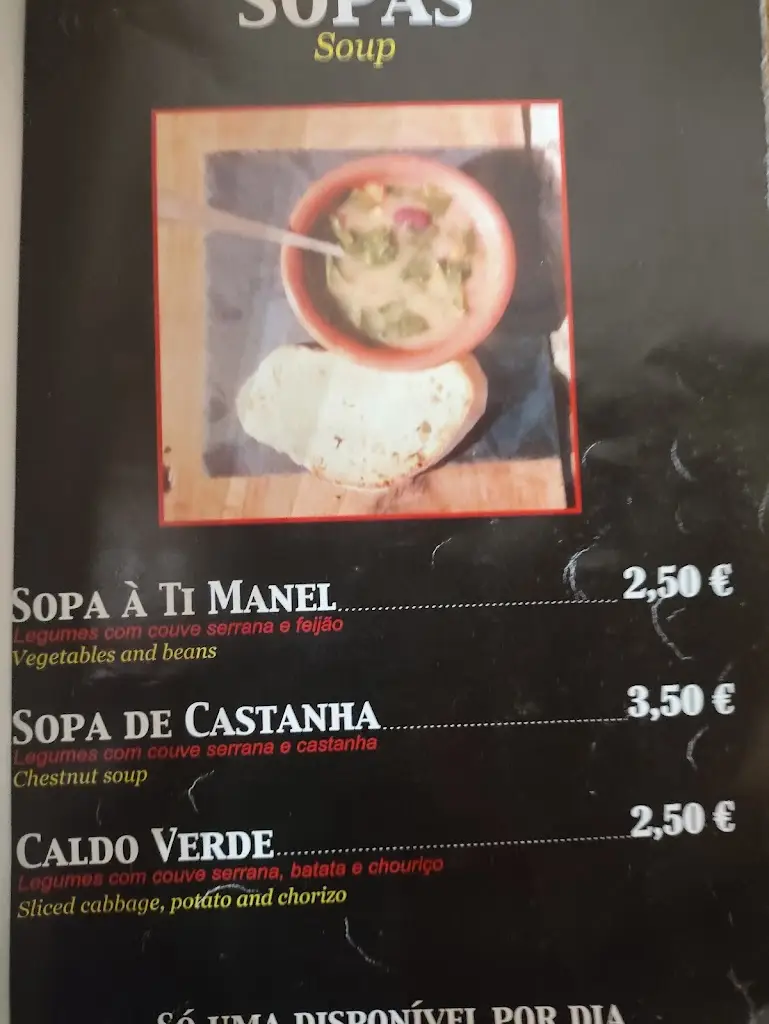 SOPAS
Soup
SOPA À TI MANEL 2,50 €
Legumes com couve serrana e feijão
Vegetables and beans
SOPA DE CASTANHA 3,50 €
Legumes com couve serrana e castanha
Chestnut soup
CALDO VERDE 2,50 €
Legumes com couve serrana, batata e chouriço
Sliced cabbage, potato and chorizo
SÓ UMA DISPONÍVEL POR DIA